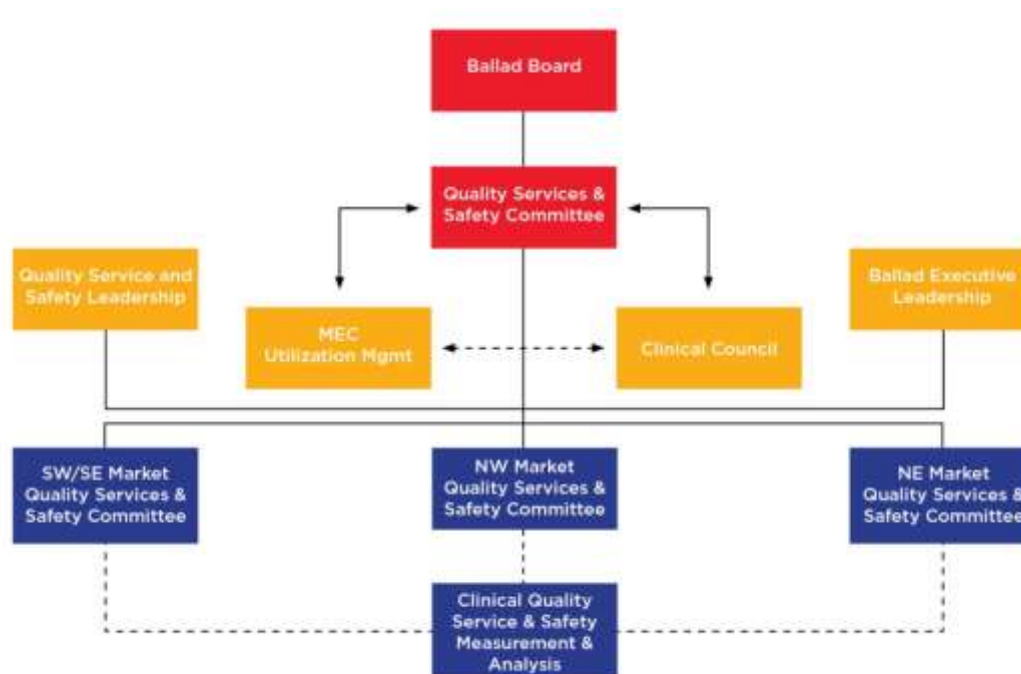 Ballad Board
Quality Services &
Safety Committee
Quality Service and
Safety Leadership
Ballad Executive
Leadership
MEC
Utilization Mgmt
Clinical Council
SW/SE Market
Quality Services &
Safety Committee
NW Market
Quality Services &
Safety Committee
NE Market
Quality Services &
Safety Committee
Clinical Quality
Service & Safety
Measurement &
Analysis